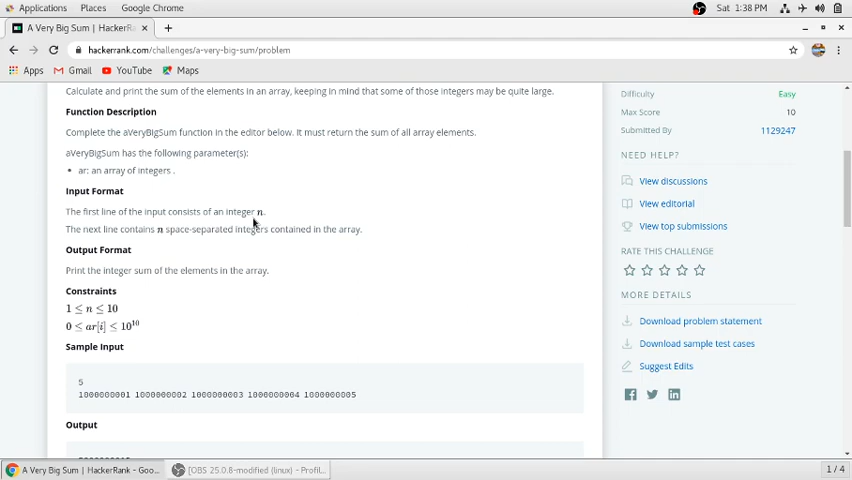 Applications Places Google Chrome Sat 1:38 PM
A Very Big Sum | HackerRank
hackerrank.com/challenges/a-very-big-sum/problem
Apps Gmail YouTube Maps
Calculate and print the sum of the elements in an array, keeping in mind that some of those integers may be quite large.
Function Description
Complete the aVeryBigSum function in the editor below. It must return the sum of all array elements.
aVeryBigSum has the following parameter(s):
• ar: an array of integers .
Input Format
The first line of the input consists of an integer n.
The next line contains n space-separated integers contained in the array.
Output Format
Print the integer sum of the elements in the array.
Constraints
1 ≤ n ≤ 10
0 ≤ ar[i] ≤ 10^10
Sample Input
5
1000000001 1000000002 1000000003 1000000004 1000000005
Output
Difficulty Easy
Max Score 10
Submitted By 1129247
NEED HELP?
View discussions
View editorial
View top submissions
RATE THIS CHALLENGE
MORE DETAILS
Download problem statement
Download sample test cases
Suggest Edits
A Very Big Sum | HackerRank - Goo... [OBS 25.0.8-modified (linux) - Profil... 1 / 4